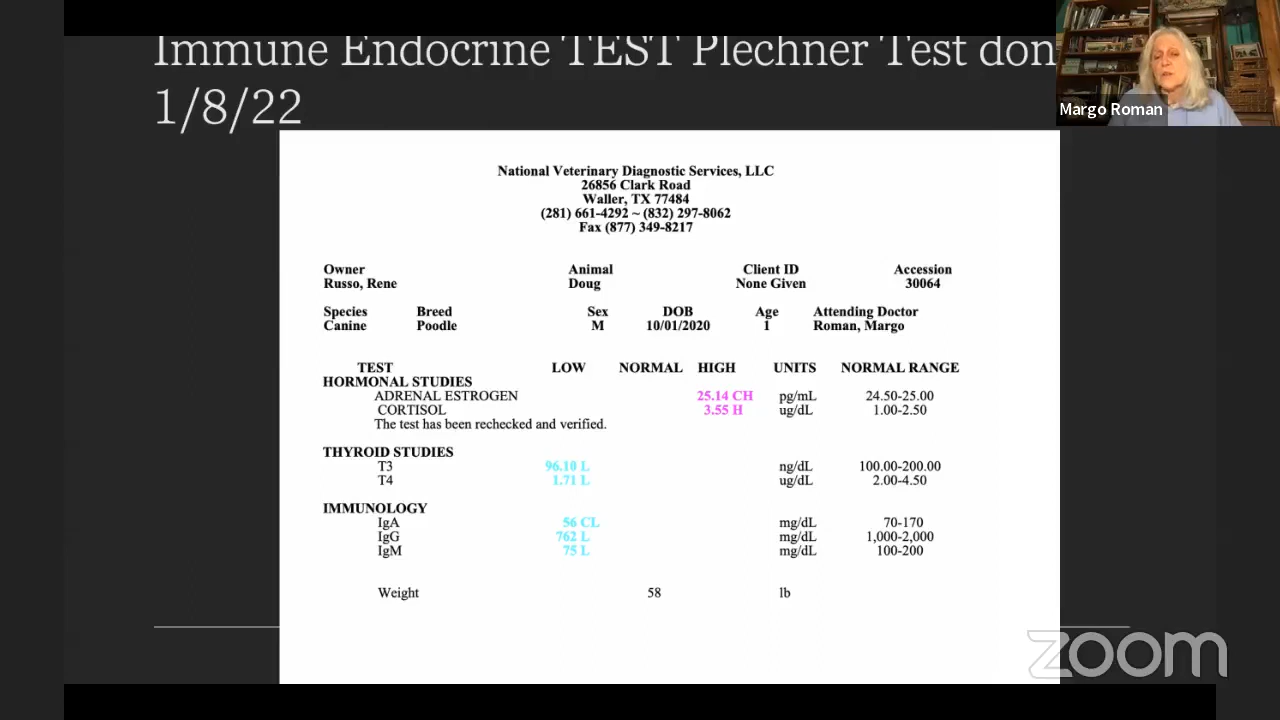 Immune Endocrine TEST Plechner Test don
1/8/22
Margo Roman
National Veterinary Diagnostic Services, LLC
26856 Clark Road
Waller, TX 77484
(281) 661-4292 ~ (832) 297-8062
Fax (877) 349-8217
Owner Animal Client ID Accession
Russo, Rene Doug None Given 30064
Species Breed Sex DOB Age Attending Doctor
Canine Poodle M 10/01/2020 1 Roman, Margo
TEST LOW NORMAL HIGH UNITS NORMAL RANGE
HORMONAL STUDIES
ADRENAL ESTROGEN 25.14 CH pg/mL 24.50-25.00
CORTISOL 3.55 H ug/dL 1.00-2.50
The test has been rechecked and verified.
THYROID STUDIES
T3 96.10 L ng/dL 100.00-200.00
T4 1.71 L ug/dL 2.00-4.50
IMMUNOLOGY
IgA 56 CL mg/dL 70-170
IgG 762 L mg/dL 1,000-2,000
IgM 75 L mg/dL 100-200
Weight 58 lb
zoom